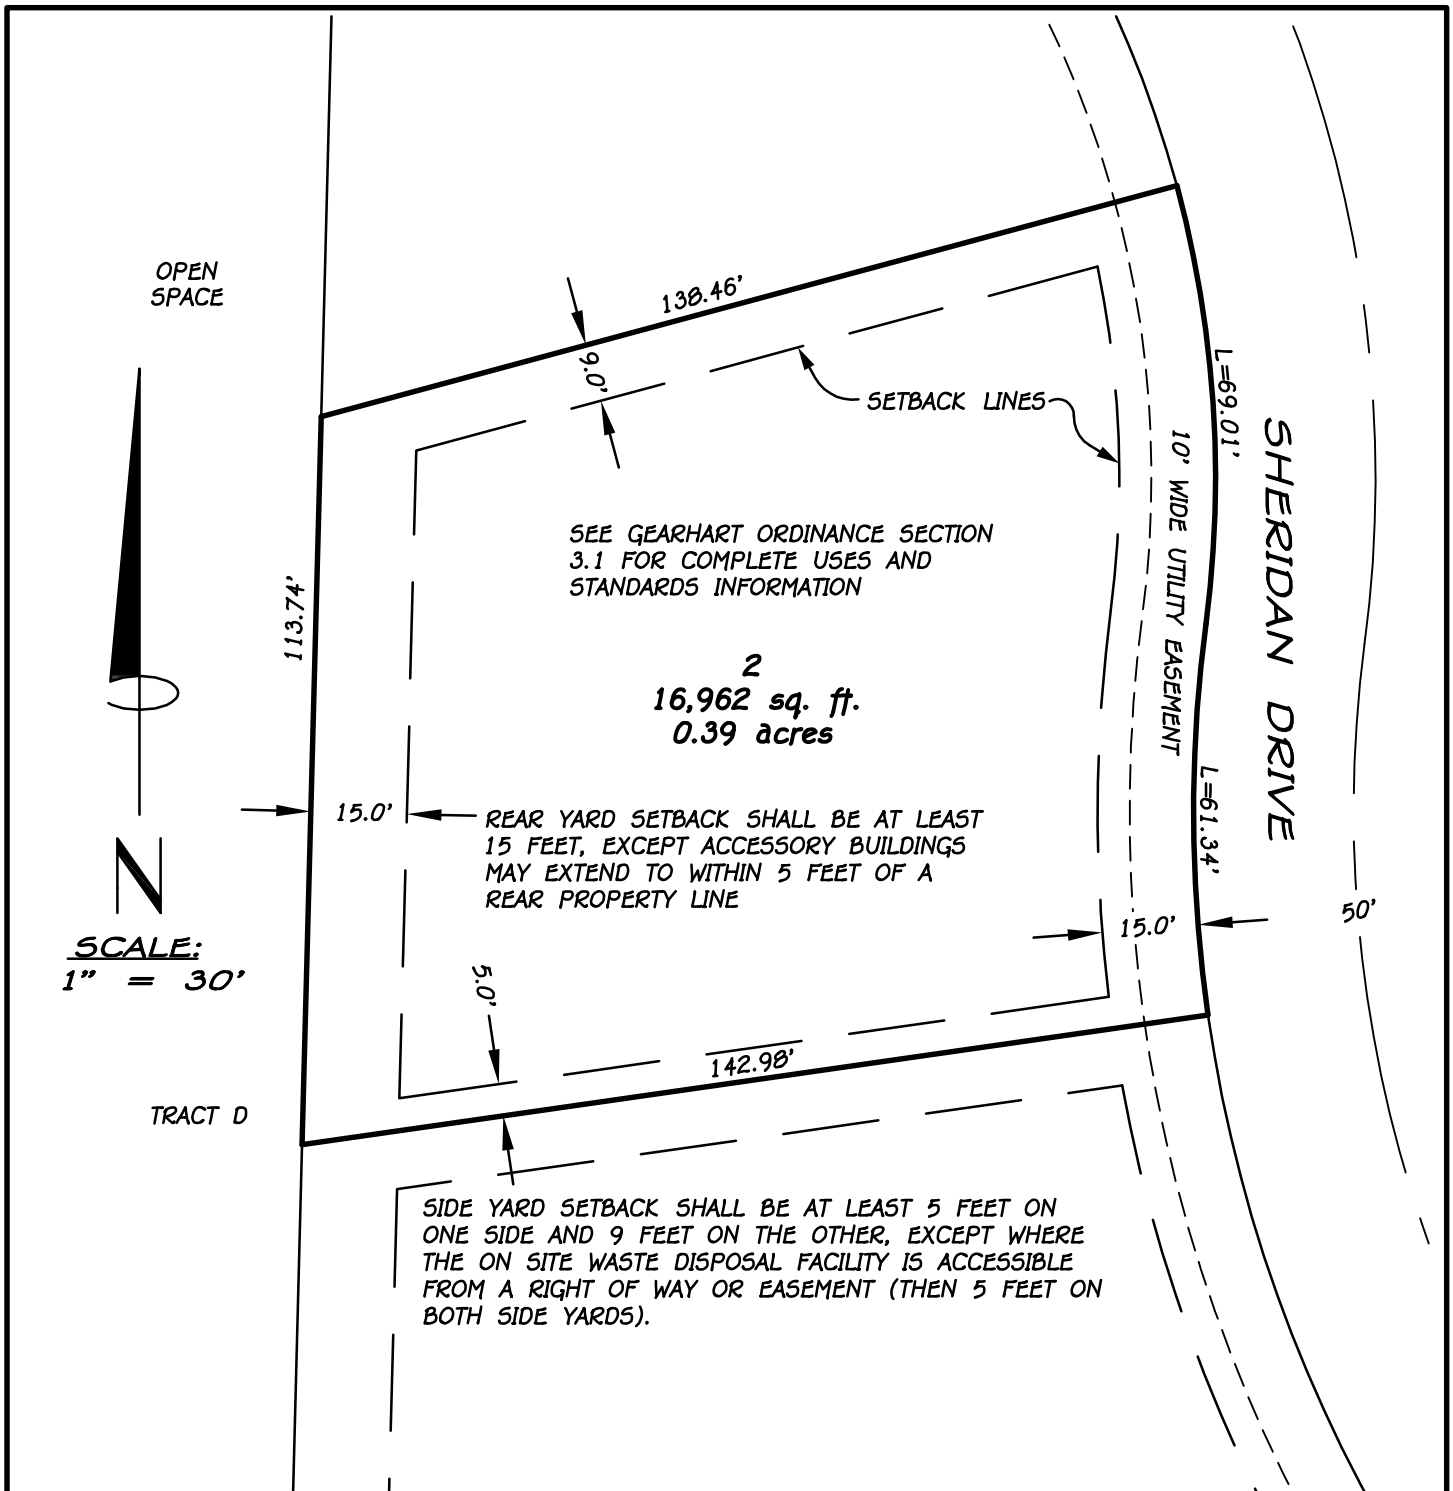 OPEN
SPACE
138.46'
9.0'
SETBACK LINES
L=69.01'
SHERIDAN DRIVE
10' WIDE UTILITY EASEMENT
SEE GEARHART ORDINANCE SECTION
3.1 FOR COMPLETE USES AND
STANDARDS INFORMATION
113.74'
2
16,962 sq. ft.
0.39 acres
L=61.34'
15.0'
REAR YARD SETBACK SHALL BE AT LEAST
15 FEET, EXCEPT ACCESSORY BUILDINGS
MAY EXTEND TO WITHIN 5 FEET OF A
REAR PROPERTY LINE
N
SCALE:
1" = 30'
15.0'
50'
5.0'
142.98'
TRACT D
SIDE YARD SETBACK SHALL BE AT LEAST 5 FEET ON
ONE SIDE AND 9 FEET ON THE OTHER, EXCEPT WHERE
THE ON SITE WASTE DISPOSAL FACILITY IS ACCESSIBLE
FROM A RIGHT OF WAY OR EASEMENT (THEN 5 FEET ON
BOTH SIDE YARDS).